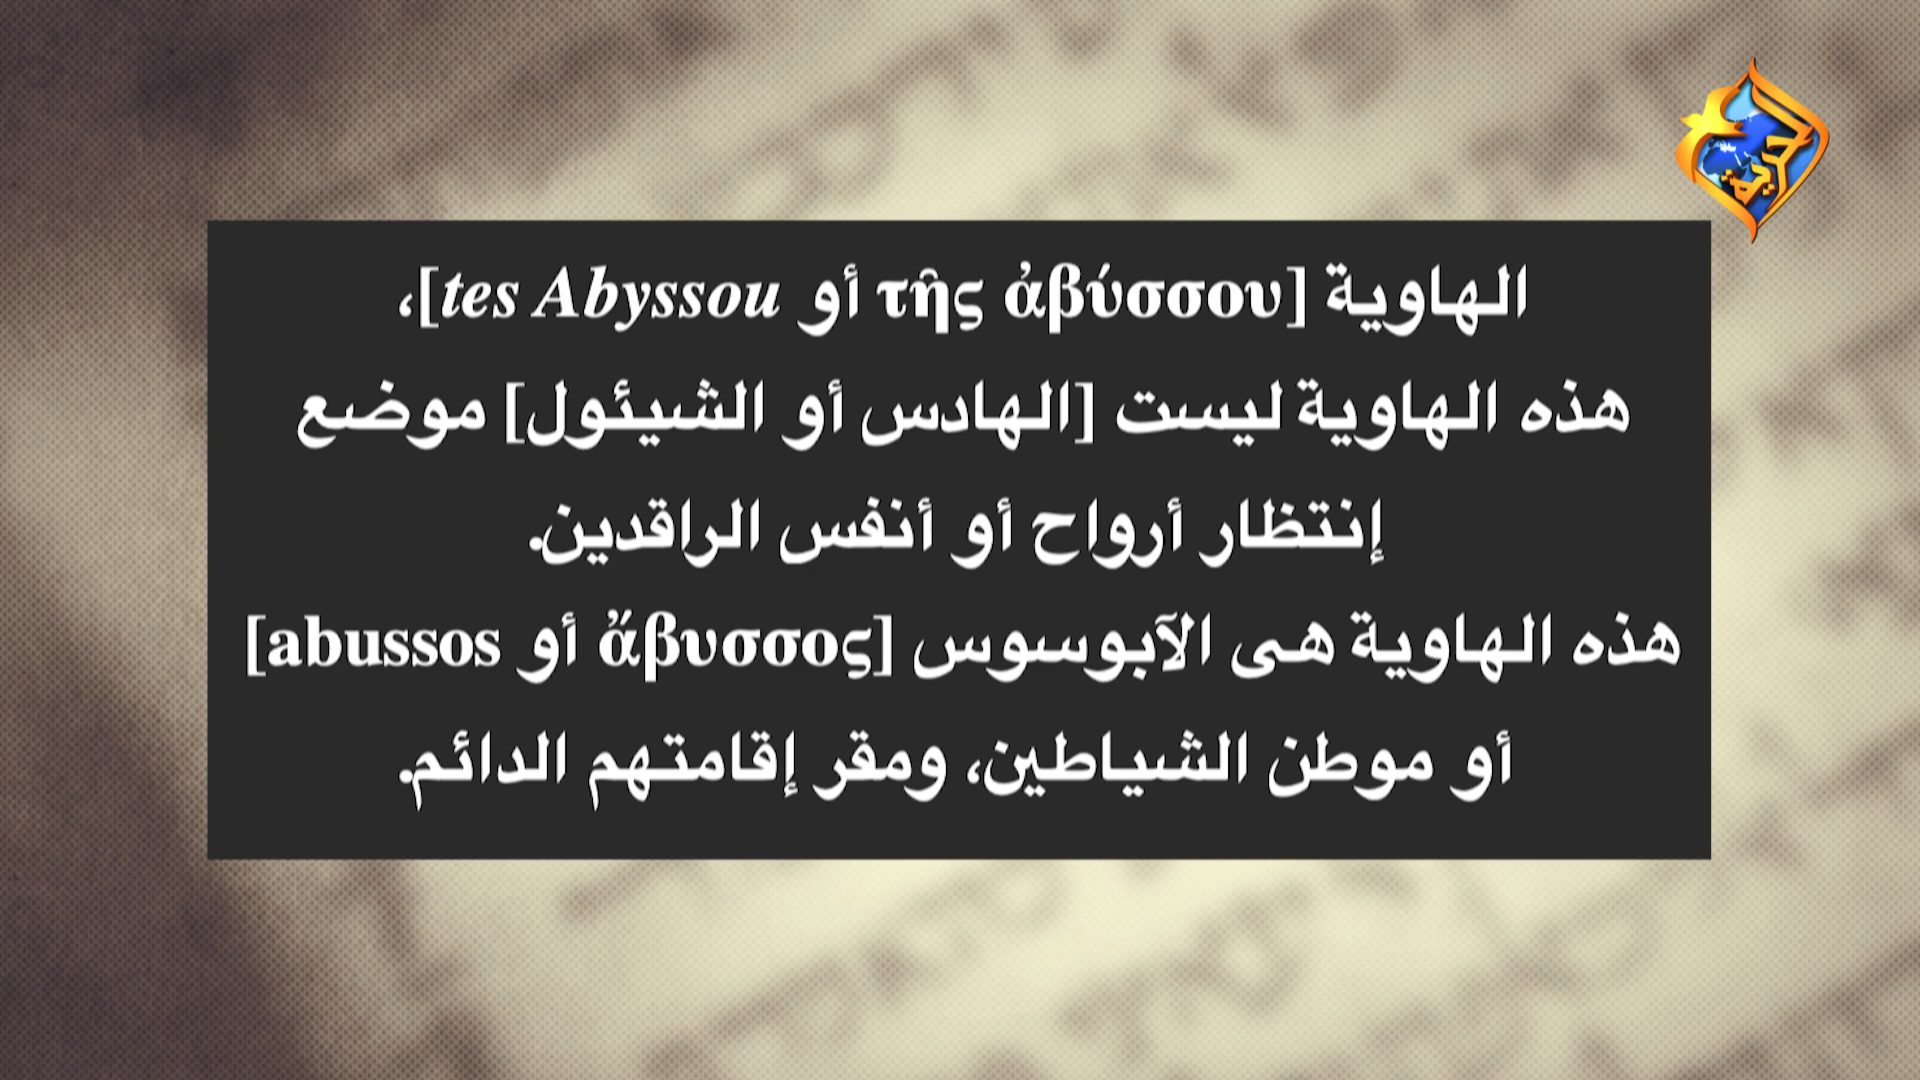 الحرية
الهاوية [τῆς ἀβύσσου أو tes Abyssou]،
هذه الهاوية ليست [الهادس أو الشيئول] موضع
إنتظار أرواح أو أنفس الراقدين.
هذه الهاوية هى الآبوسوس [ἄβυσσος أو abussos]
أو موطن الشياطين، ومقر إقامتهم الدائم.